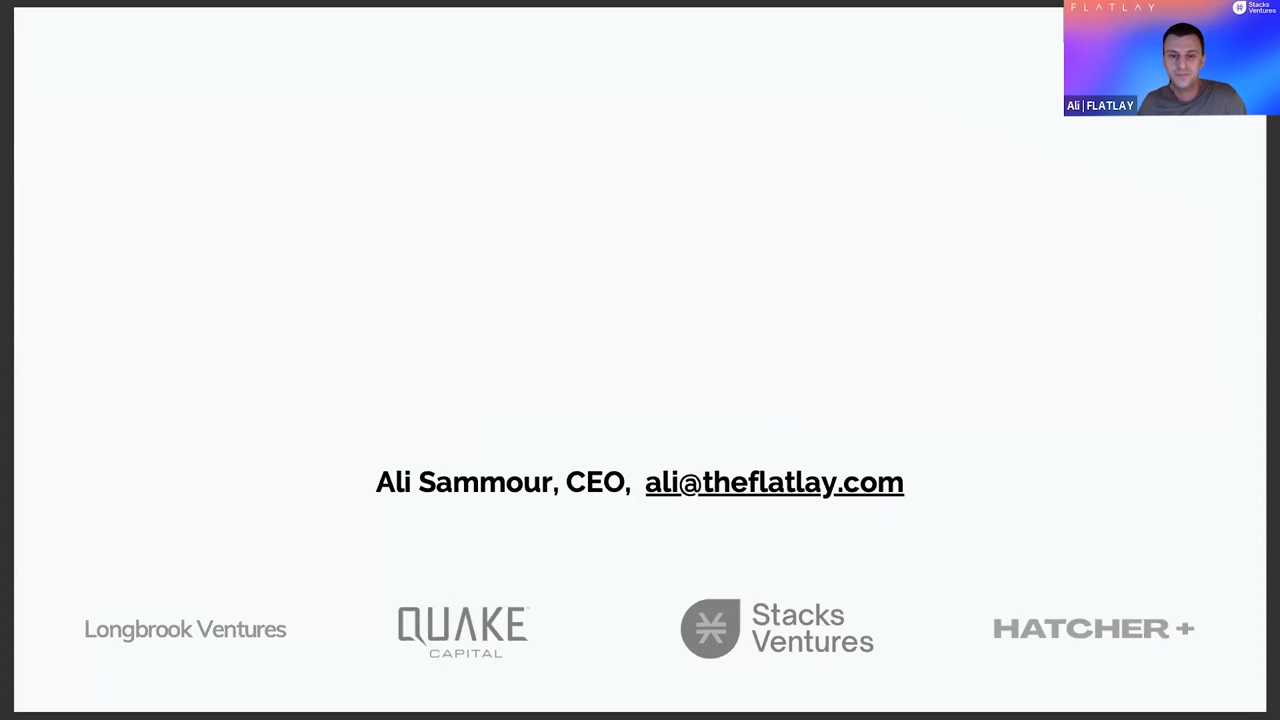 FLATLAY
Stacks
Ventures
Ali | FLATLAY
Ali Sammour, CEO, ali@theflatlay.com
Longbrook Ventures
QUAKE
CAPITAL
Stacks
Ventures
HATCHER +